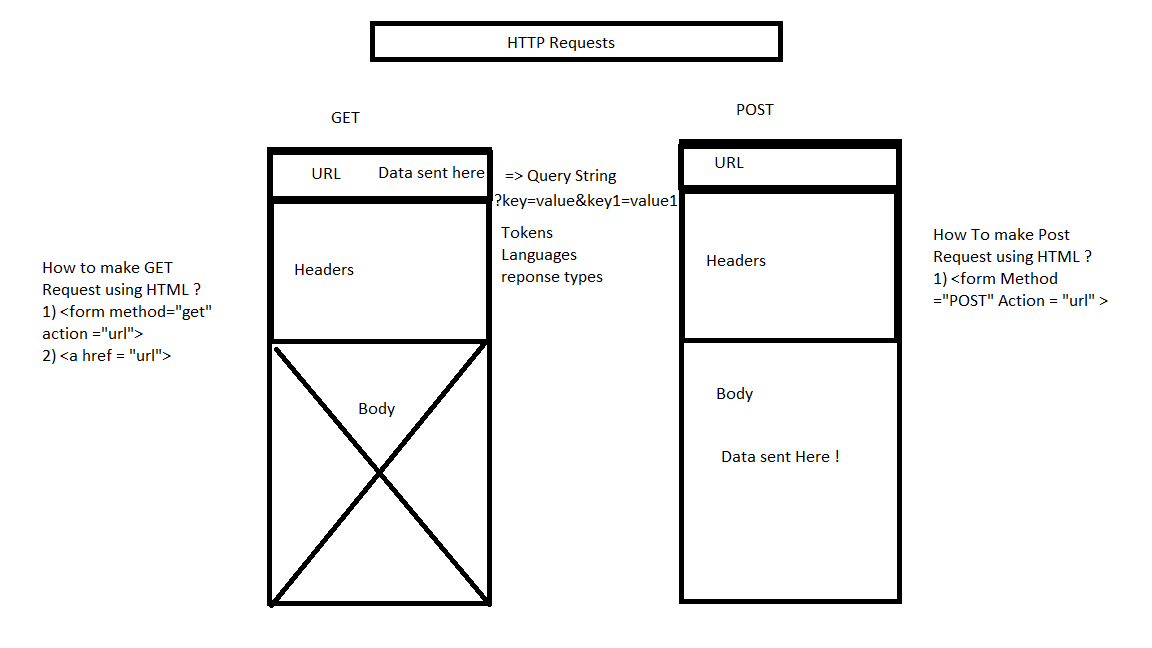 HTTP Requests
GET
POST
URL
Data sent here
=> Query String
?key=value&key1=value1
URL
Tokens
Languages
reponse types
Headers
Headers
How to make GET
Request using HTML ?
1) <form method="get"
action ="url">
2) <a href = "url">
How To make Post
Request using HTML ?
1) <form Method
="POST" Action = "url" >
Body
Body
Data sent Here !